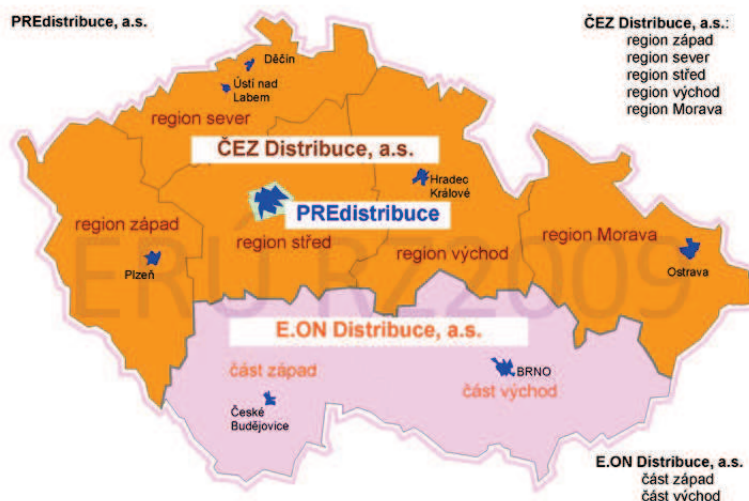 PREdistribuce, a.s.
ČEZ Distribuce, a.s.:
region západ
region sever
region střed
region východ
region Morava
Děčín
Ústí nad
Labem
region sever
ČEZ Distribuce, a.s.
Hradec
Králové
PREdistribuce
region západ
region střed
region východ
region Morava
Plzeň
Ostrava
ERÚ RZ2009
E.ON Distribuce, a.s.
část západ
BRNO
část východ
České
Budějovice
E.ON Distribuce, a.s.
část západ
část východ